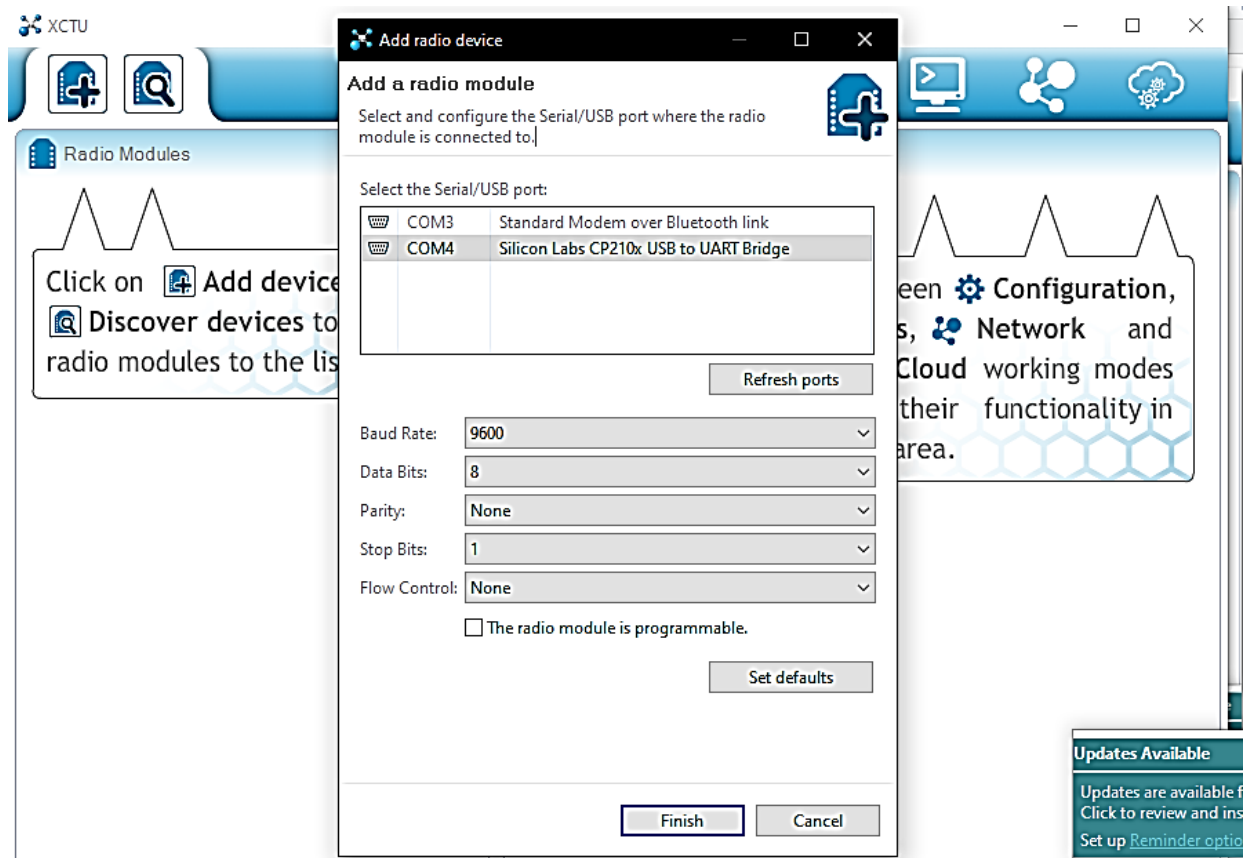 XCTU
Add radio device
Add a radio module
Select and configure the Serial/USB port where the radio
module is connected to.
Radio Modules
Select the Serial/USB port:
COM3 Standard Modem over Bluetooth link
COM4 Silicon Labs CP210x USB to UART Bridge
Click on Add device
Discover devices to
radio modules to the lis
een Configuration,
s, Network and
Cloud working modes
their functionality in
area.
Refresh ports
Baud Rate: 9600
Data Bits: 8
Parity: None
Stop Bits: 1
Flow Control: None
The radio module is programmable.
Set defaults
Finish Cancel
Updates Available
Updates are available f
Click to review and ins
Set up Reminder optio